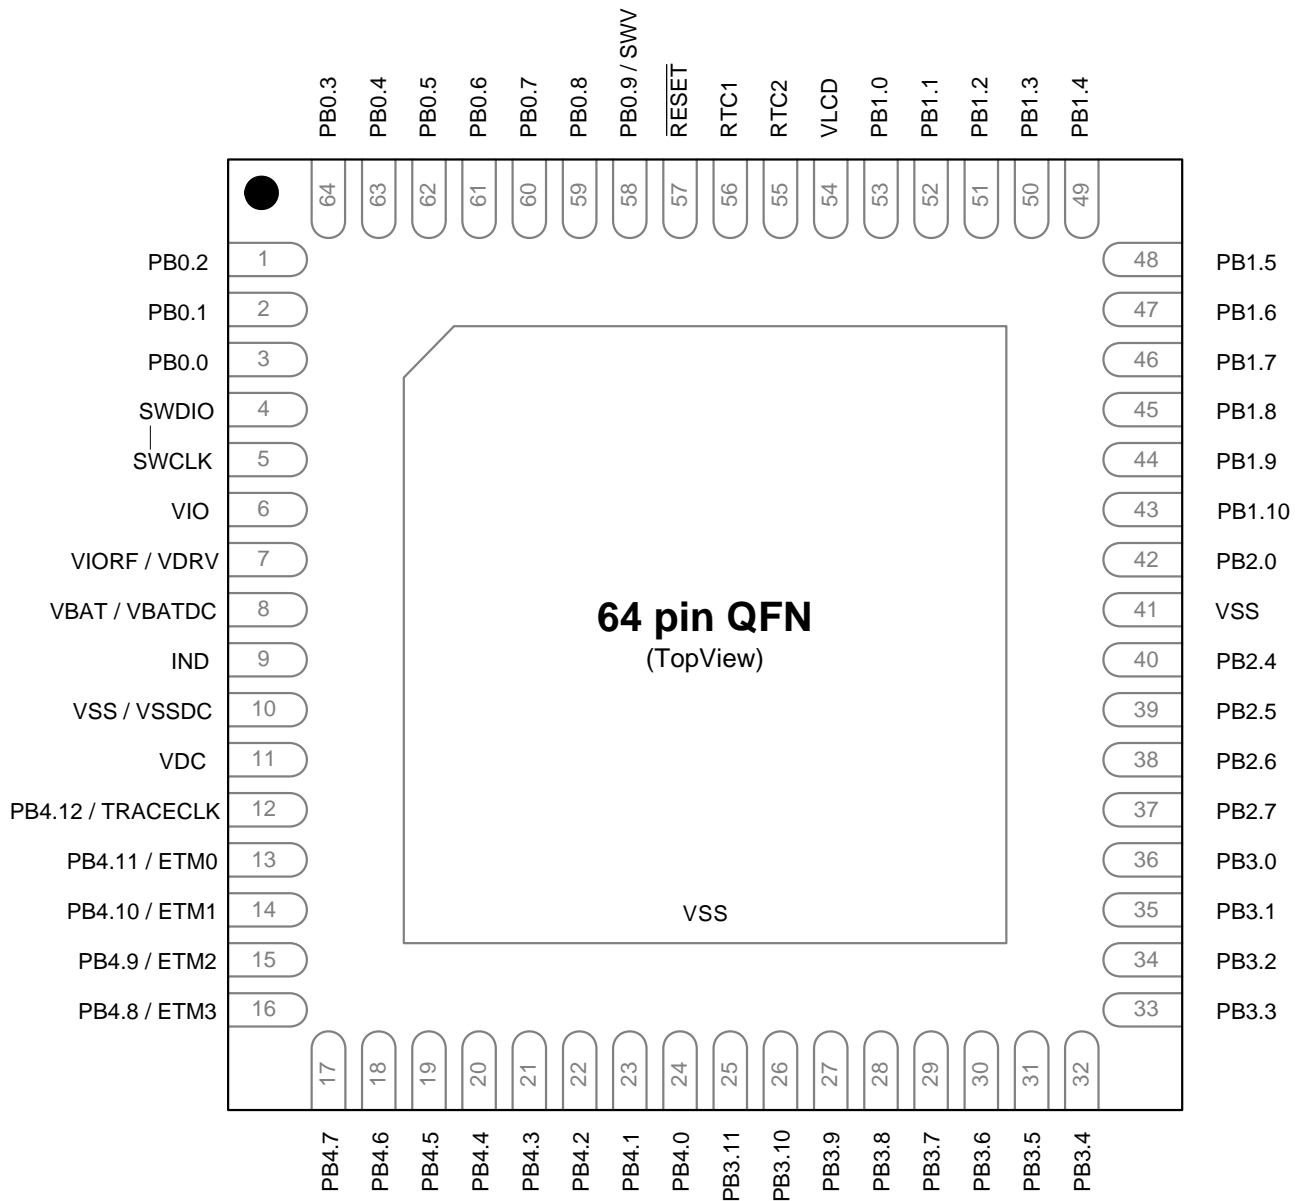 PB0.3
PB0.4
PB0.5
PB0.6
PB0.7
PB0.8
PB0.9 / SWV
RESET
RTC1
RTC2
VLCD
PB1.0
PB1.1
PB1.2
PB1.3
PB1.4
64
63
62
61
60
59
58
57
56
55
54
53
52
51
50
49
PB0.2 1
PB0.1 2
PB0.0 3
SWDIO 4
SWCLK 5
VIO 6
VIORF / VDRV 7
VBAT / VBATDC 8
IND 9
VSS / VSSDC 10
VDC 11
PB4.12 / TRACECLK 12
PB4.11 / ETM0 13
PB4.10 / ETM1 14
PB4.9 / ETM2 15
PB4.8 / ETM3 16
64 pin QFN
(TopView)
VSS
48 PB1.5
47 PB1.6
46 PB1.7
45 PB1.8
44 PB1.9
43 PB1.10
42 PB2.0
41 VSS
40 PB2.4
39 PB2.5
38 PB2.6
37 PB2.7
36 PB3.0
35 PB3.1
34 PB3.2
33 PB3.3
17
18
19
20
21
22
23
24
25
26
27
28
29
30
31
32
PB4.7
PB4.6
PB4.5
PB4.4
PB4.3
PB4.2
PB4.1
PB4.0
PB3.11
PB3.10
PB3.9
PB3.8
PB3.7
PB3.6
PB3.5
PB3.4